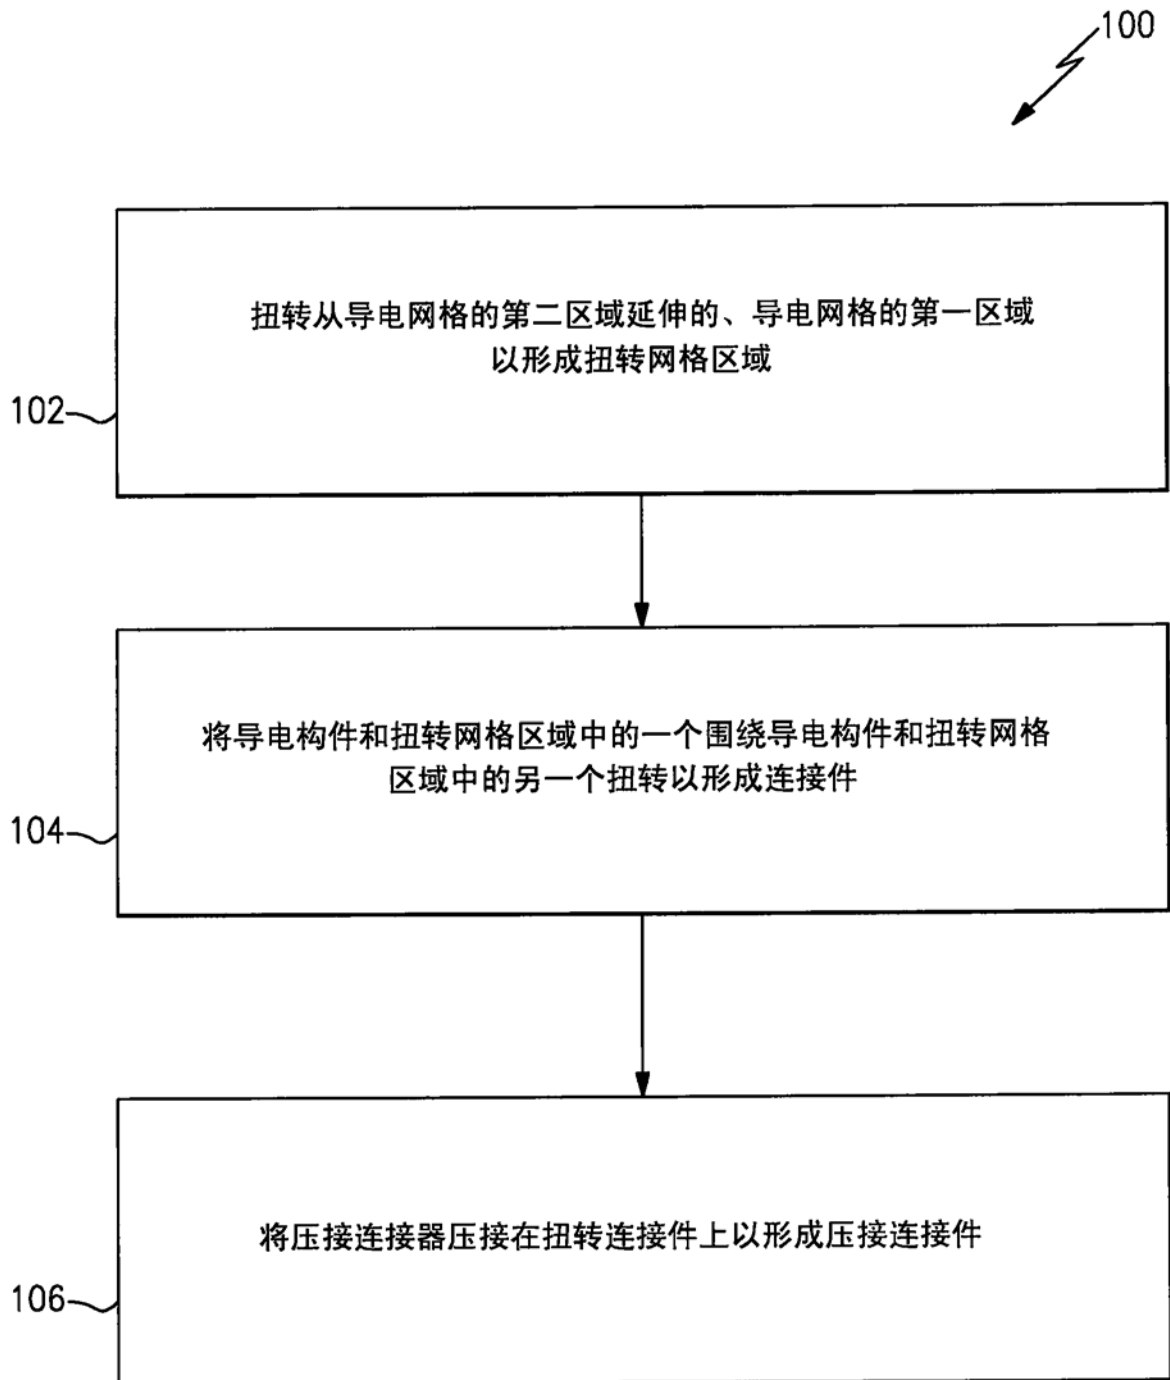 100
扭转从导电网格的第二区域延伸的、导电网格的第一区域
以形成扭转网格区域
102
将导电构件和扭转网格区域中的一个围绕导电构件和扭转网格
区域中的另一个扭转以形成连接件
104
将压接连接器压接在扭转连接件上以形成压接连接件
106